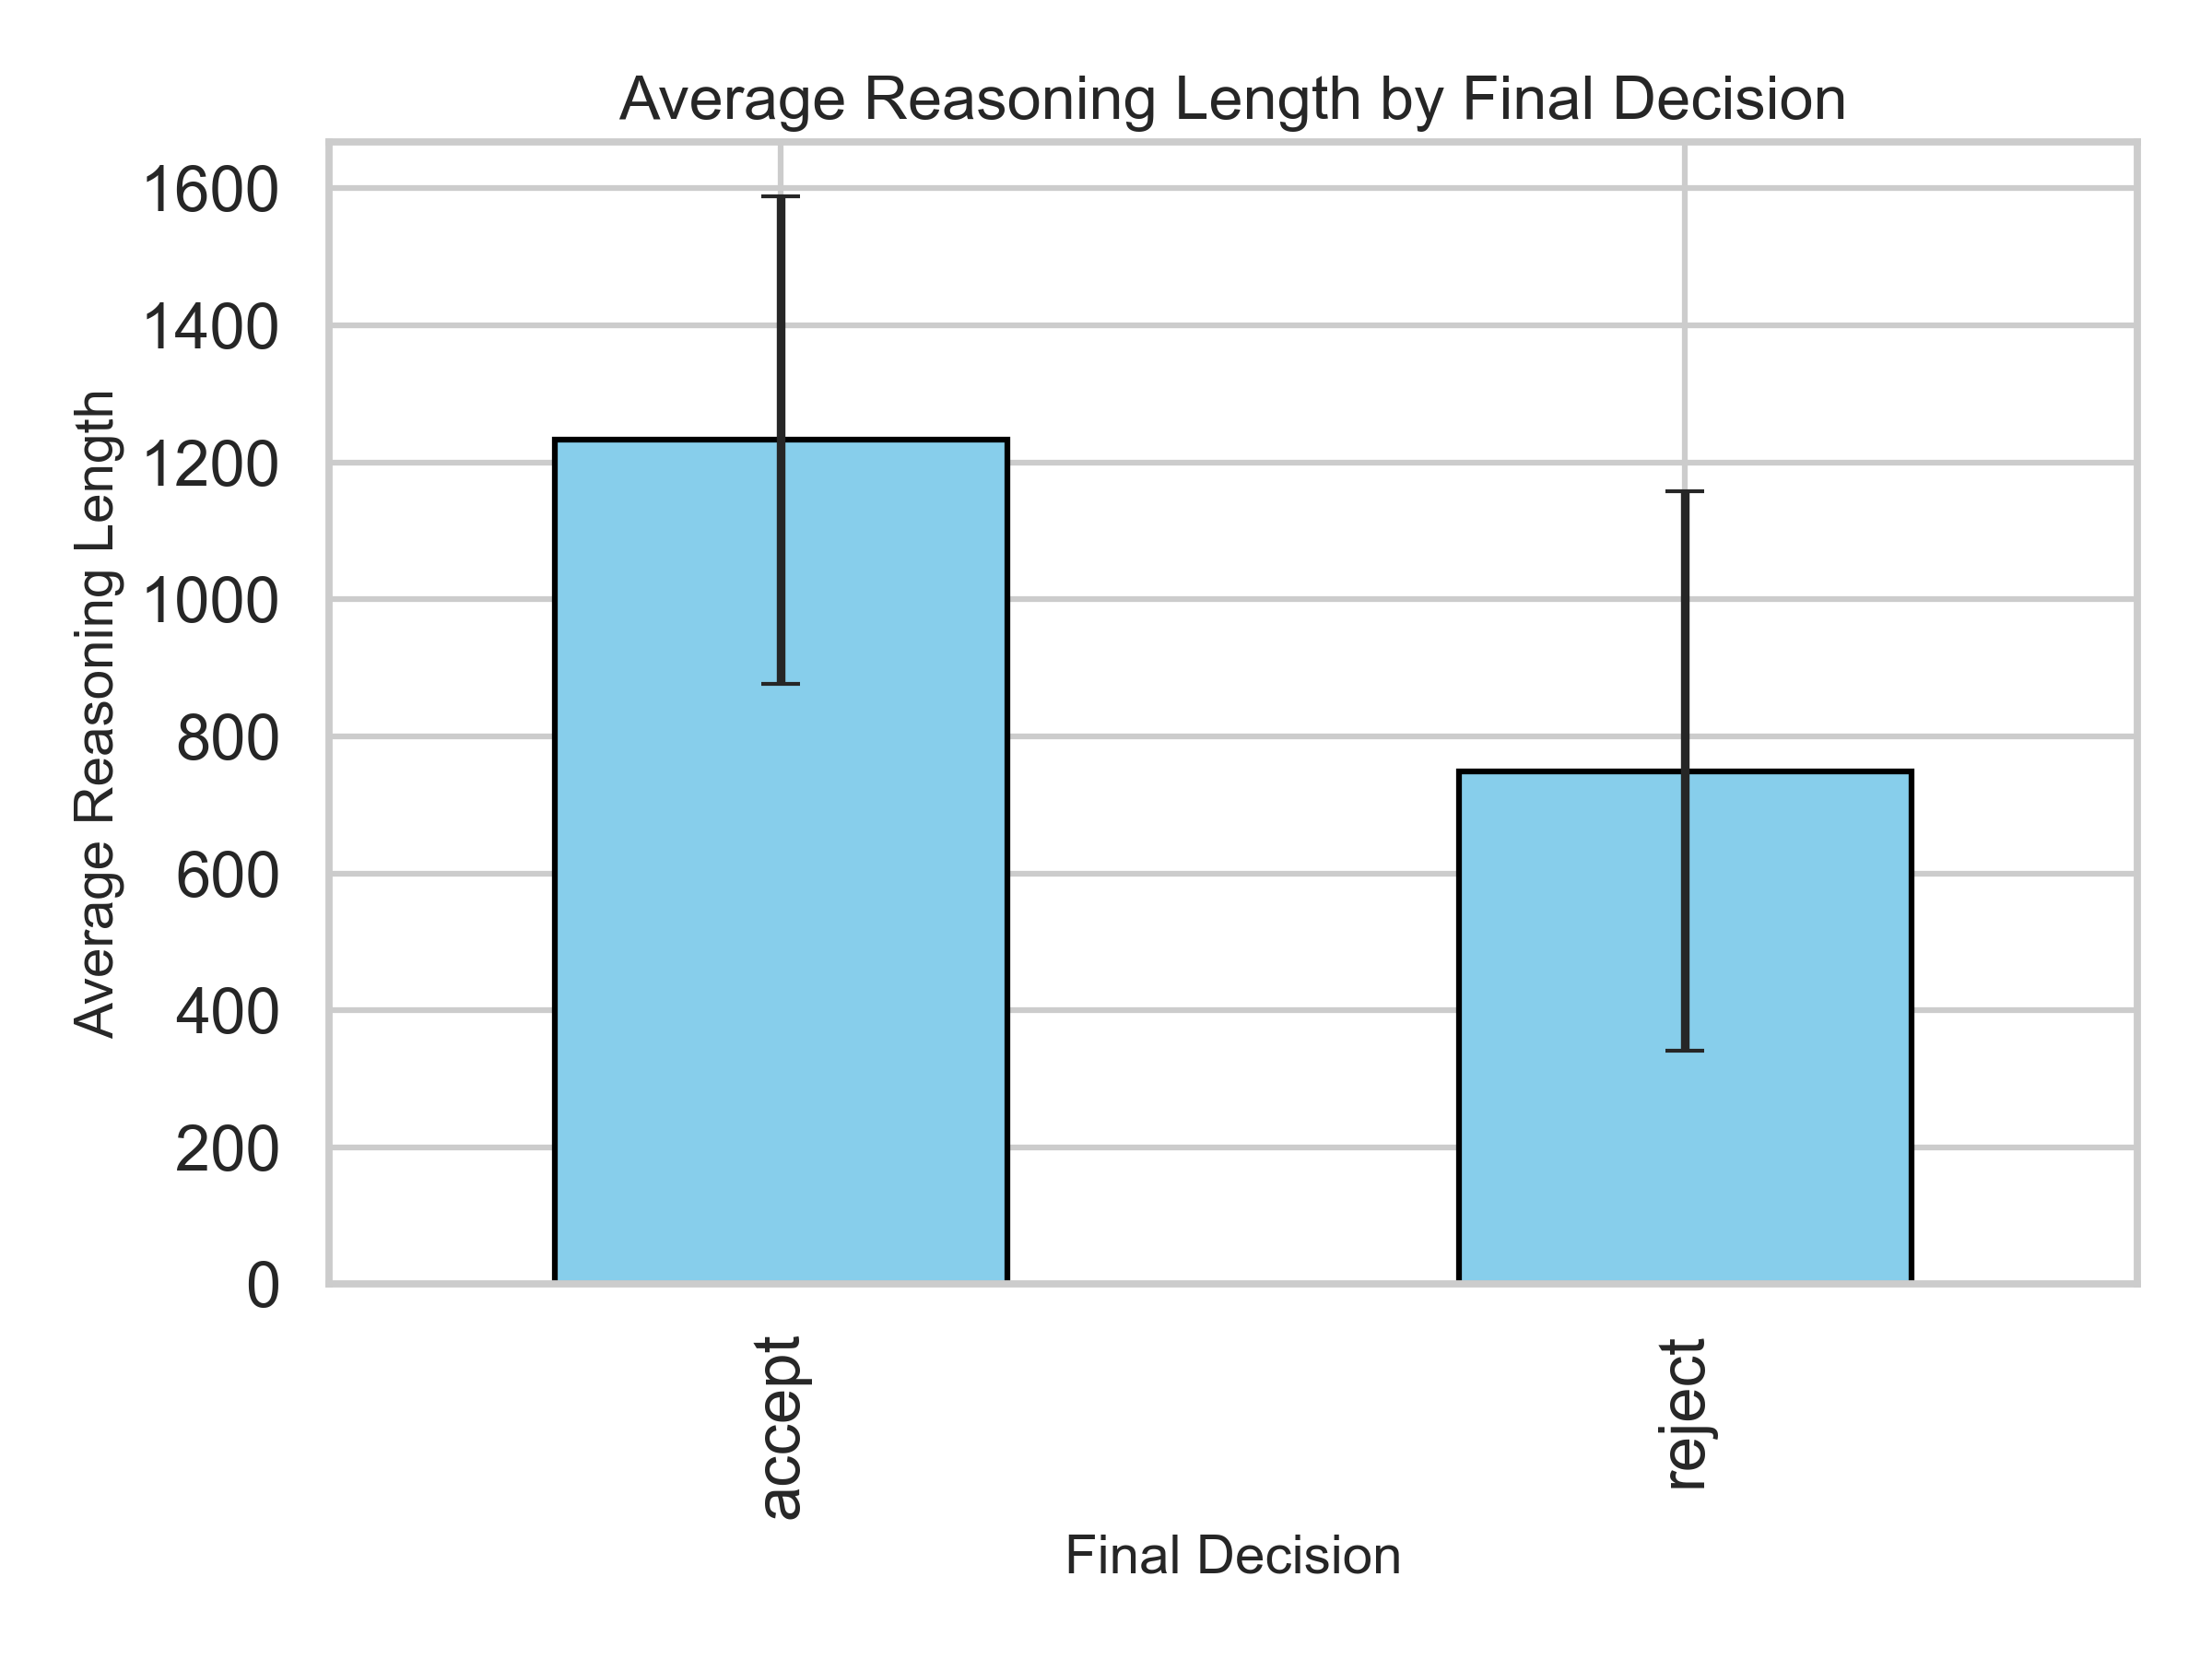 Average Reasoning Length by Final Decision
Average Reasoning Length
1600
1400
1200
1000
800
600
400
200
0
accept
reject
Final Decision